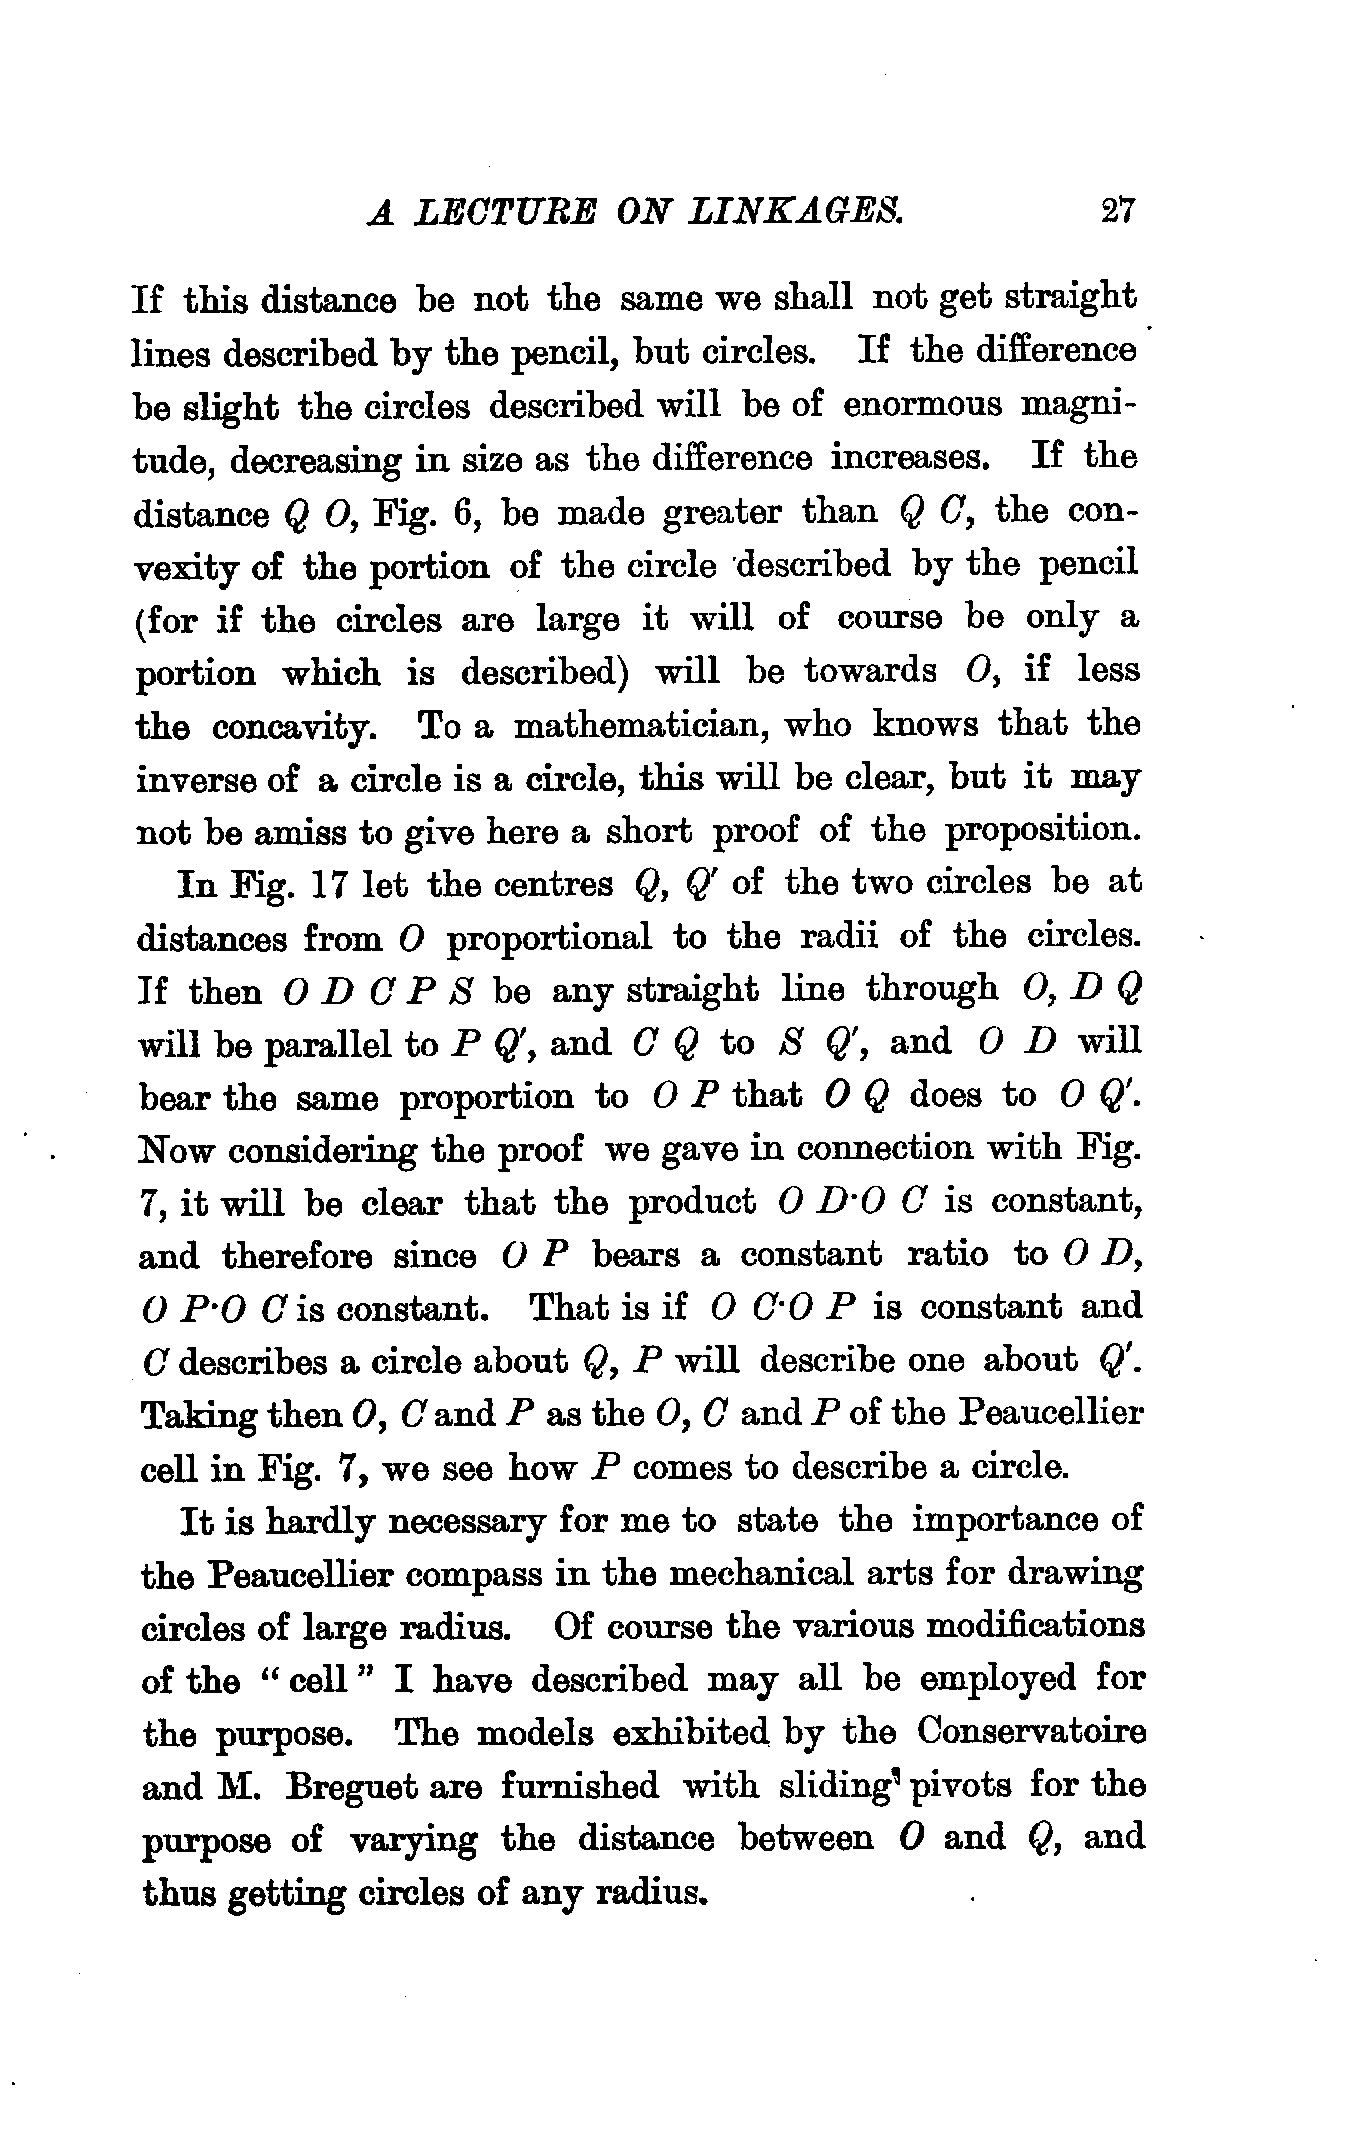 A LECTURE ON LINKAGES. 27
If this distance be not the same we shall not get straight
lines described by the pencil, but circles. If the difference
be slight the circles described will be of enormous magni-
tude, decreasing in size as the difference increases. If the
distance Q O, Fig. 6, be made greater than Q C, the con-
vexity of the portion of the circle described by the pencil
(for if the circles are large it will of course be only a
portion which is described) will be towards O, if less
the concavity. To a mathematician, who knows that the
inverse of a circle is a circle, this will be clear, but it may
not be amiss to give here a short proof of the proposition.
In Fig. 17 let the centres Q, Q′ of the two circles be at
distances from O proportional to the radii of the circles.
If then O D C P S be any straight line through O, D Q
will be parallel to P Q′, and C Q to S Q′, and O D will
bear the same proportion to O P that O Q does to O Q′.
Now considering the proof we gave in connection with Fig.
7, it will be clear that the product O D·O C is constant,
and therefore since O P bears a constant ratio to O D,
O P·O C is constant. That is if O C·O P is constant and
C describes a circle about Q, P will describe one about Q′.
Taking then O, C and P as the O, C and P of the Peaucellier
cell in Fig. 7, we see how P comes to describe a circle.
It is hardly necessary for me to state the importance of
the Peaucellier compass in the mechanical arts for drawing
circles of large radius. Of course the various modifications
of the “ cell ” I have described may all be employed for
the purpose. The models exhibited by the Conservatoire
and M. Breguet are furnished with sliding pivots for the
purpose of varying the distance between O and Q, and
thus getting circles of any radius.